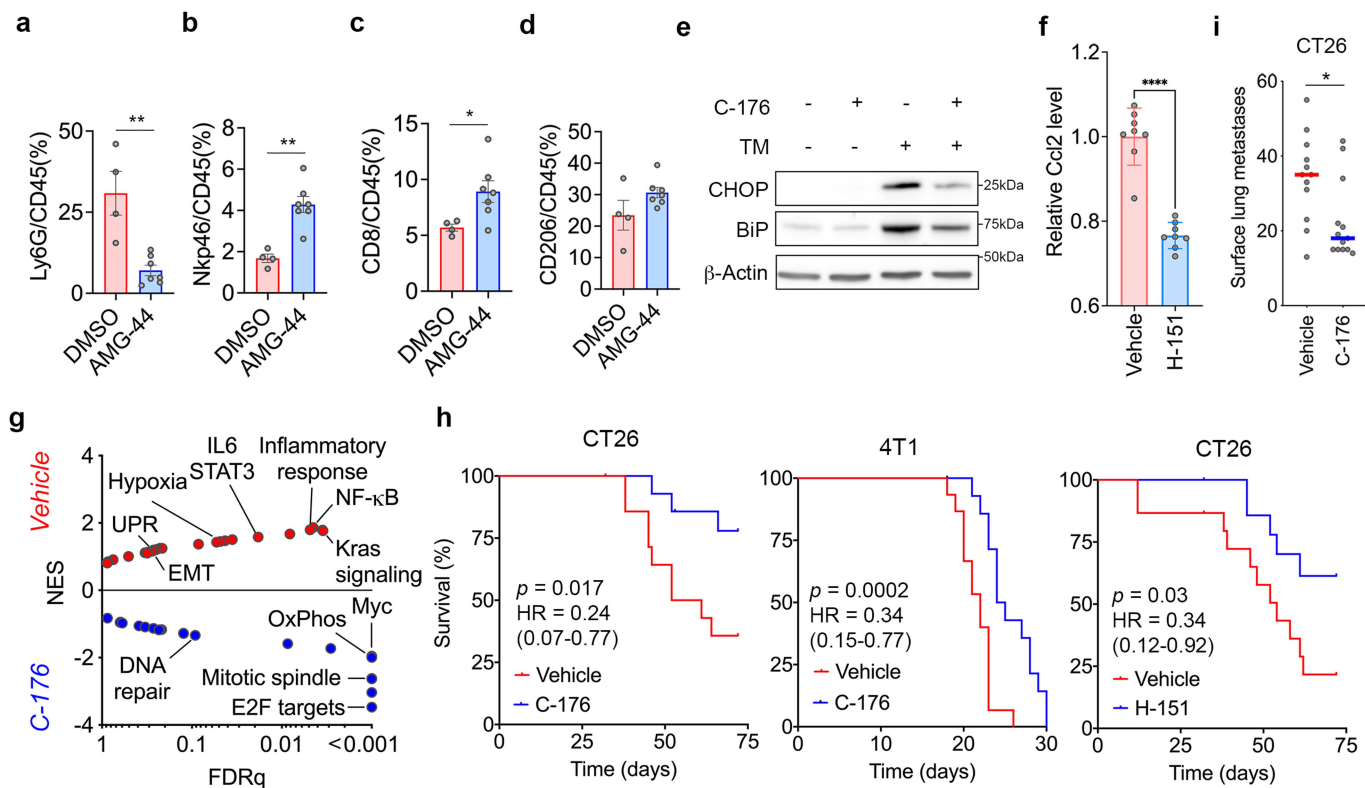 a
Ly6G/CD45(%)
50
25
0
**
DMSO
AMG-44
b
Nkp46/CD45(%)
8
6
4
2
0
**
DMSO
AMG-44
c
CD8/CD45(%)
15
10
5
0
*
DMSO
AMG-44
d
CD206/CD45(%)
60
40
20
0
DMSO
AMG-44
e
C-176 - + - +
TM - - + +
CHOP -25kDa
BiP -75kDa
-50kDa
β-Actin
f
Relative Ccl2 level
1.2
1.0
0.8
0.6
****
Vehicle
H-151
i
CT26
Surface lung metastases
60
40
20
0
*
Vehicle
C-176
g
Vehicle
C-176
NES
4
2
0
-2
-4
IL6
STAT3
Inflammatory
response
Hypoxia
NF-κB
UPR
EMT
Kras
signaling
Myc
OxPhos
DNA
repair
Mitotic spindle
E2F targets
1 0.1 0.01 <0.001
FDRq
h
CT26
Survival (%)
100
75
50
25
0
p = 0.017
HR = 0.24
(0.07-0.77)
Vehicle
C-176
0 25 50 75
Time (days)
4T1
100
75
50
25
0
p = 0.0002
HR = 0.34
(0.15-0.77)
Vehicle
C-176
0 10 20 30
Time (days)
CT26
100
75
50
25
0
p = 0.03
HR = 0.34
(0.12-0.92)
Vehicle
H-151
0 25 50 75
Time (days)